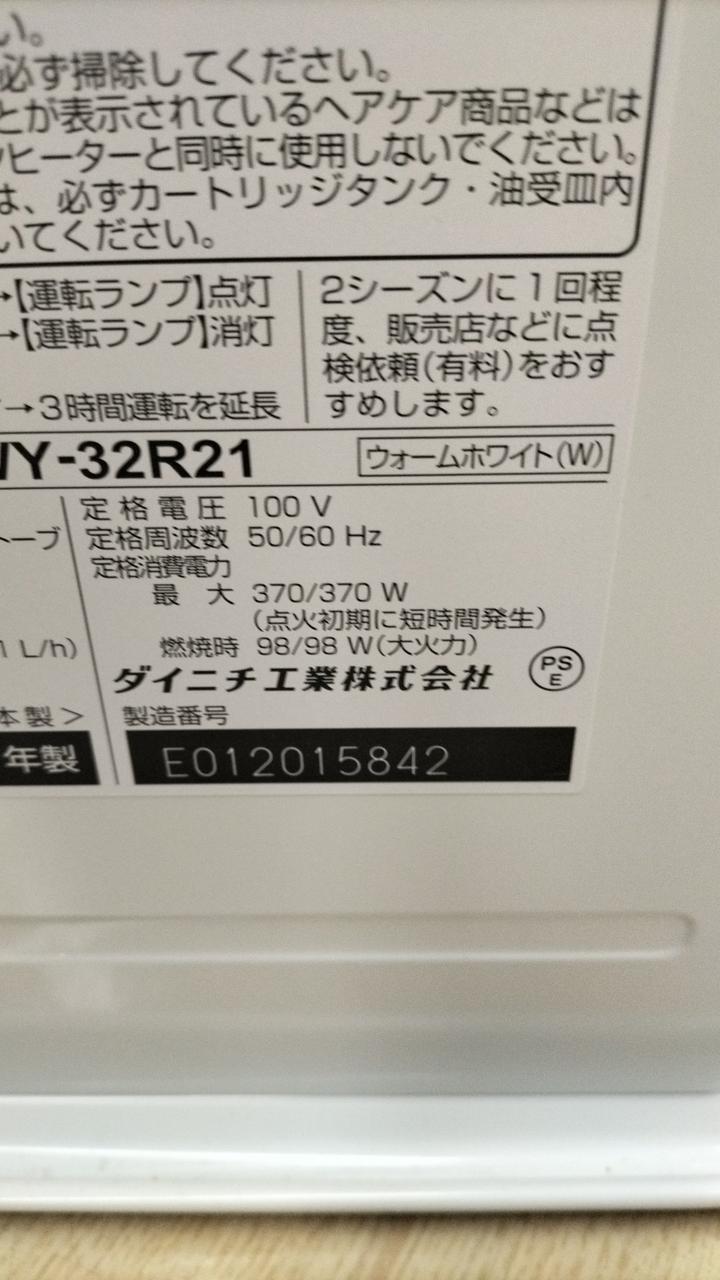 い。
必ず掃除してください。
とが表示されているヘアケア商品などは
ンヒーターと同時に使用しないでください。
は、必ずカートリッジタンク・油受皿内
いてください。
→【運転ランプ】点灯
→【運転ランプ】消灯
→3時間運転を延長
2シーズンに1回程
度、販売店などに点
検依頼(有料)をおす
すめします。
Y-32R21
ウォームホワイト(W)
トーブ
1 L/h)
本製>
年製
定格電圧 100 V
定格周波数 50/60 Hz
定格消費電力
最 大 370/370 W
(点火初期に短時間発生)
燃焼時 98/98 W(大火力)
ダイニチ工業株式会社
PS
E
製造番号
E012015842